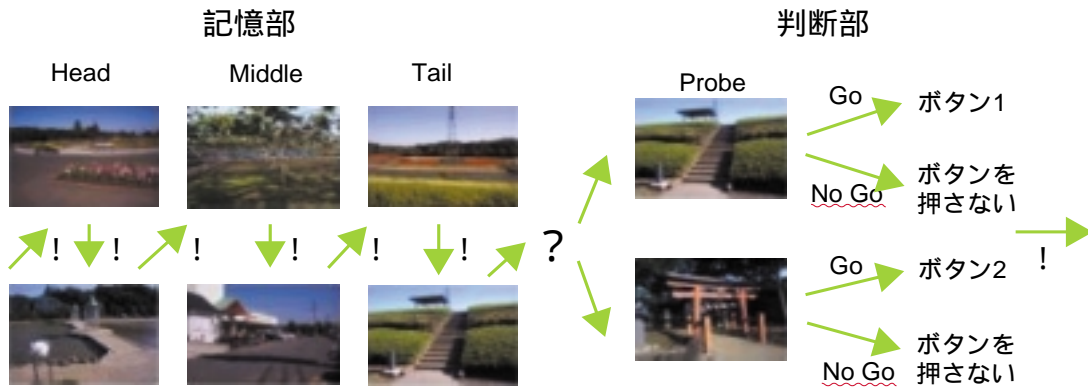 記憶部
判断部
Head
Middle
Tail
Probe
Go
ボタン1
No Go
ボタンを
押さない
! ! ! ! ! !
?
!
Go
ボタン2
No Go
ボタンを
押さない